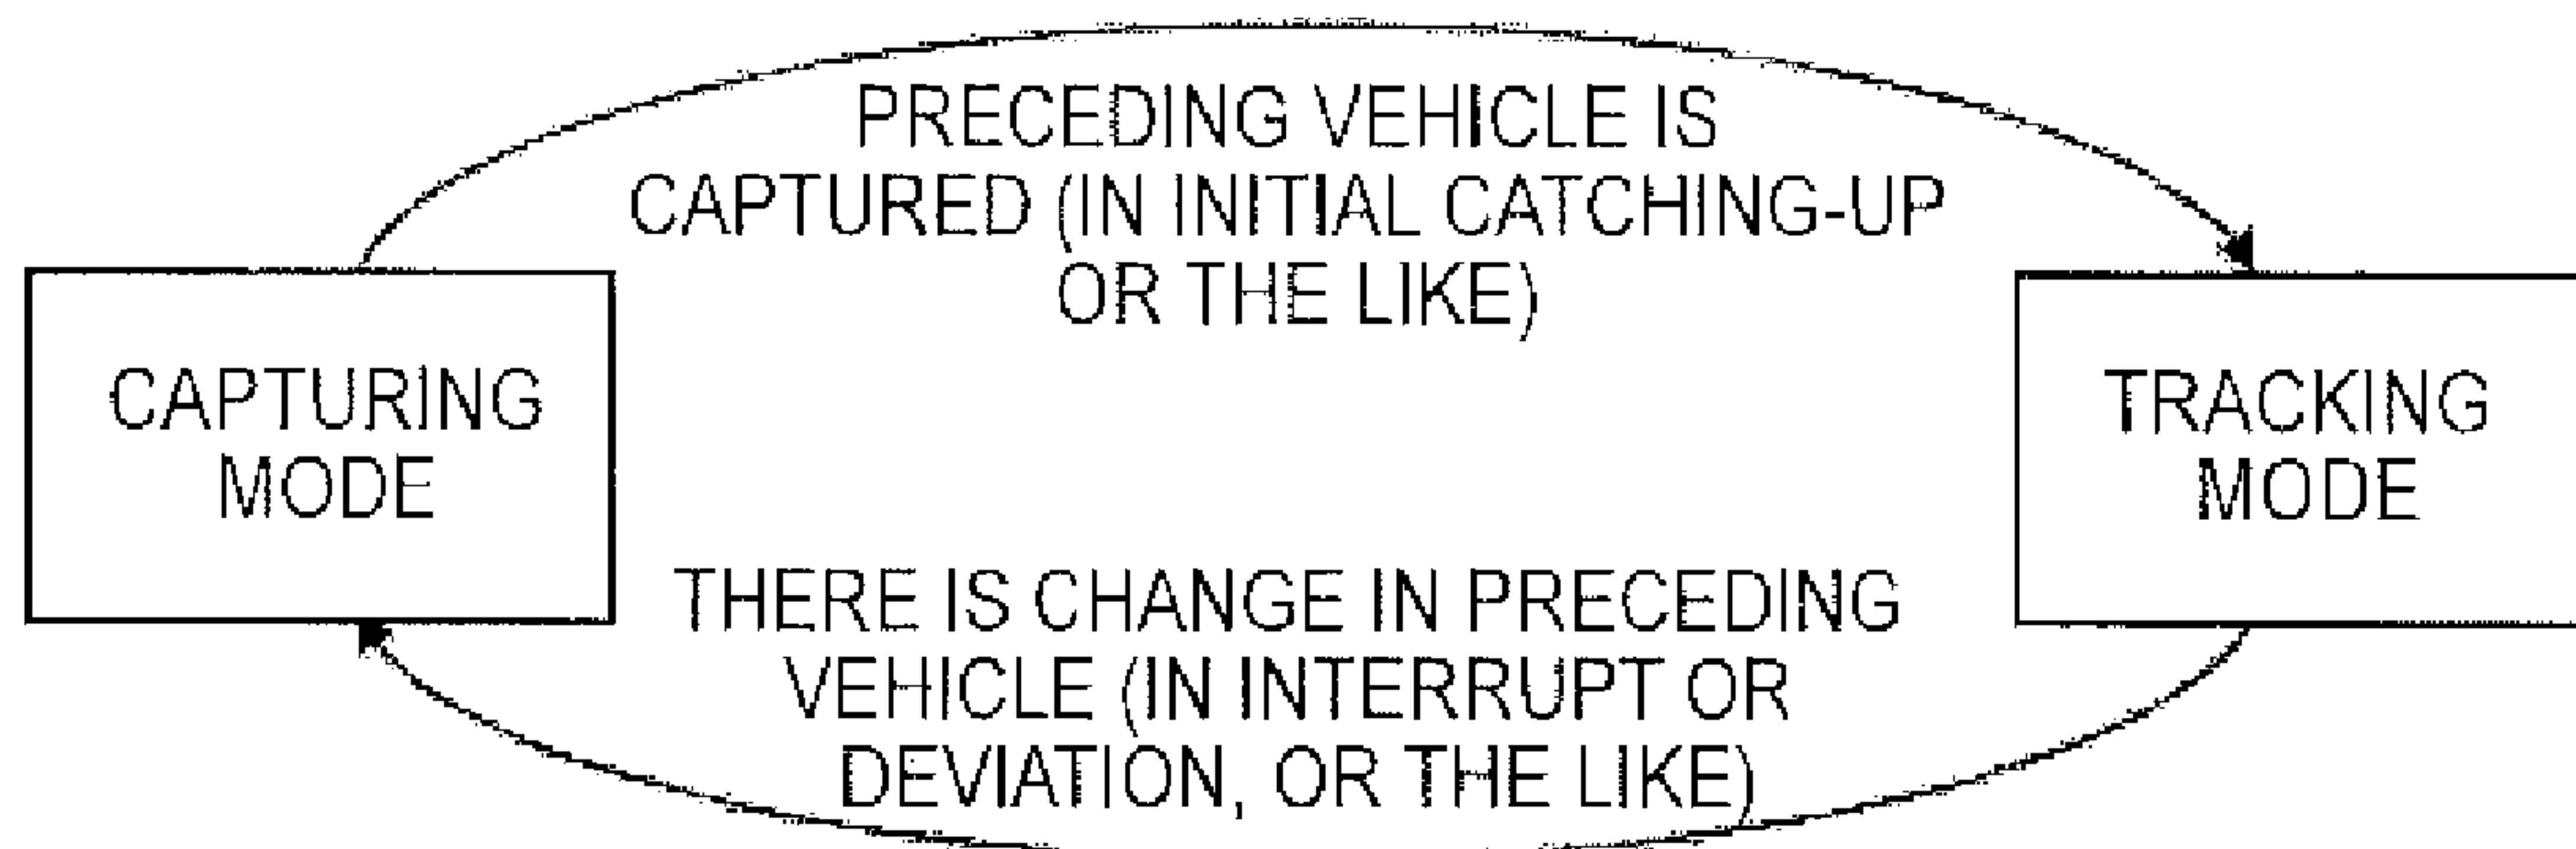 PRECEDING VEHICLE IS
CAPTURED (IN INITIAL CATCHING-UP
OR THE LIKE)
CAPTURING
MODE
TRACKING
MODE
THERE IS CHANGE IN PRECEDING
VEHICLE (IN INTERRUPT OR
DEVIATION, OR THE LIKE)